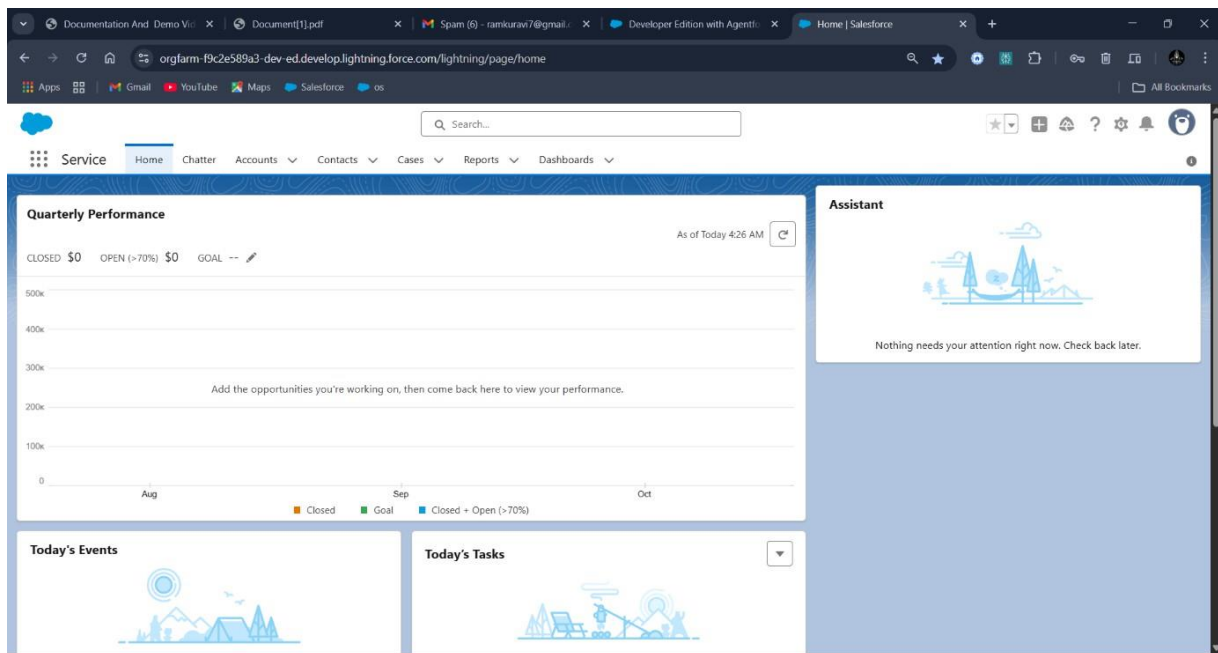 Documentation And Demo Vid
Document[1].pdf
Spam (6) - ramkuravi7@gmail.c
Developer Edition with Agentfo
Home | Salesforce
orgfarm-f9c2e589a3-dev-ed.develop.lightning.force.com/lightning/page/home
Apps Gmail YouTube Maps Salesforce os All Bookmarks
Search...
Service Home Chatter Accounts Contacts Cases Reports Dashboards
Quarterly Performance
As of Today 4:26 AM
CLOSED $0 OPEN (>70%) $0 GOAL --
500K
400K
300K
Add the opportunities you're working on, then come back here to view your performance.
200K
100K
0
Aug Sep Oct
Closed Goal Closed + Open (>70%)
Assistant
Nothing needs your attention right now. Check back later.
Today's Events
Today's Tasks